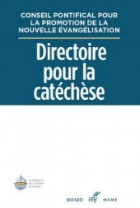 CONSEIL PONTIFICAL POUR
LA PROMOTION DE LA
NOUVELLE ÉVANGÉLISATION
Directoire
pour la
catéchèse
BAYARD
MAME